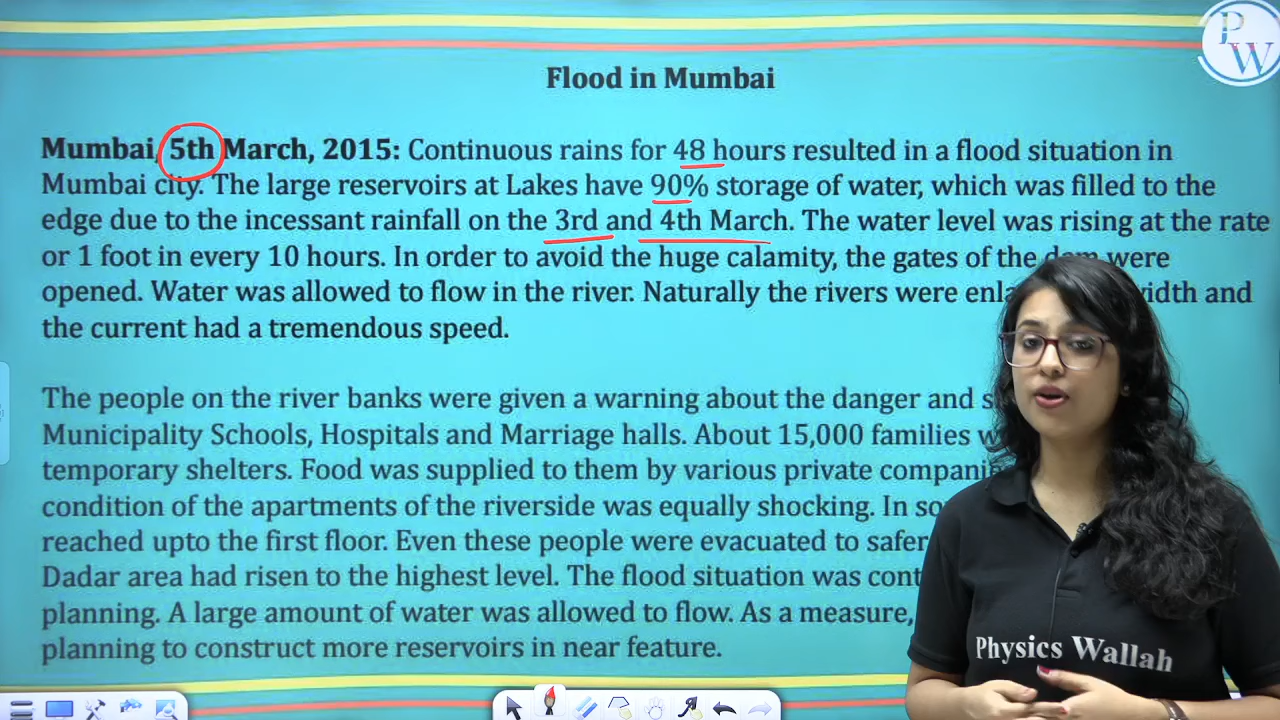 P
W
Flood in Mumbai
Mumbai, 5th March, 2015: Continuous rains for 48 hours resulted in a flood situation in
Mumbai city. The large reservoirs at Lakes have 90% storage of water, which was filled to the
edge due to the incessant rainfall on the 3rd and 4th March. The water level was rising at the rate
or 1 foot in every 10 hours. In order to avoid the huge calamity, the gates of the dam were
opened. Water was allowed to flow in the river. Naturally the rivers were width and
the current had a tremendous speed.
The people on the river banks were given a warning about the danger and
Municipality Schools, Hospitals and Marriage halls. About 15,000 families
temporary shelters. Food was supplied to them by various private
condition of the apartments of the riverside was equally shocking. In
reached upto the first floor. Even these people were evacuated to safer
Dadar area had risen to the highest level. The flood situation was
planning. A large amount of water was allowed to flow. As a measure,
planning to construct more reservoirs in near feature.
Physics Wallah